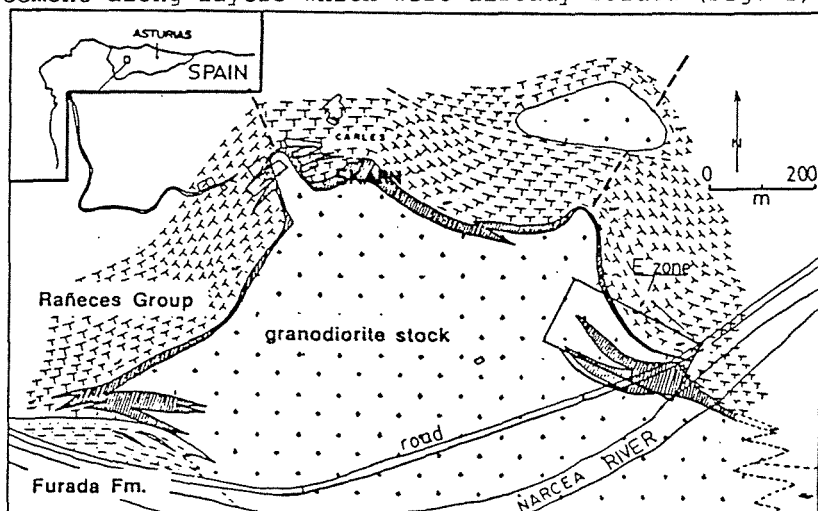 ASTURIAS
SPAIN
CARLES
SKARN
N
0 200
m
E zone
Rañeces Group
granodiorite stock
road
NARCEA RIVER
Furada Fm.